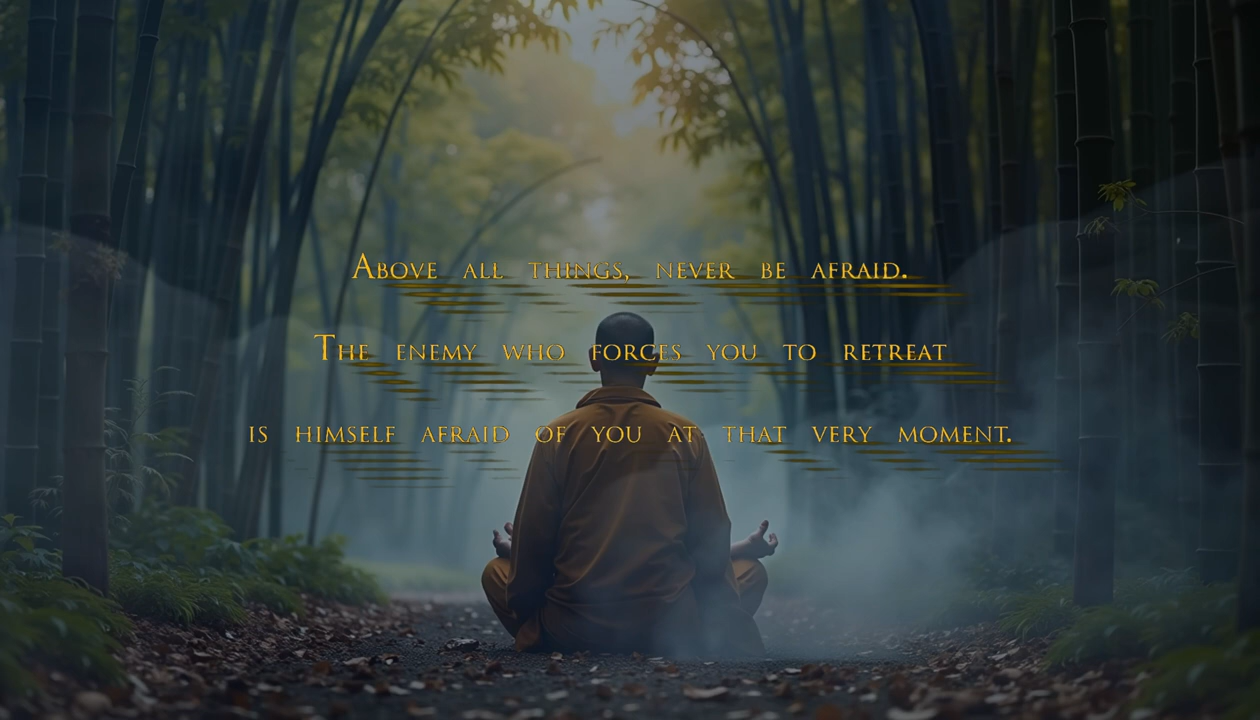 Above all things, never be afraid.
The enemy who forces you to retreat
is himself afraid of you at that very moment.